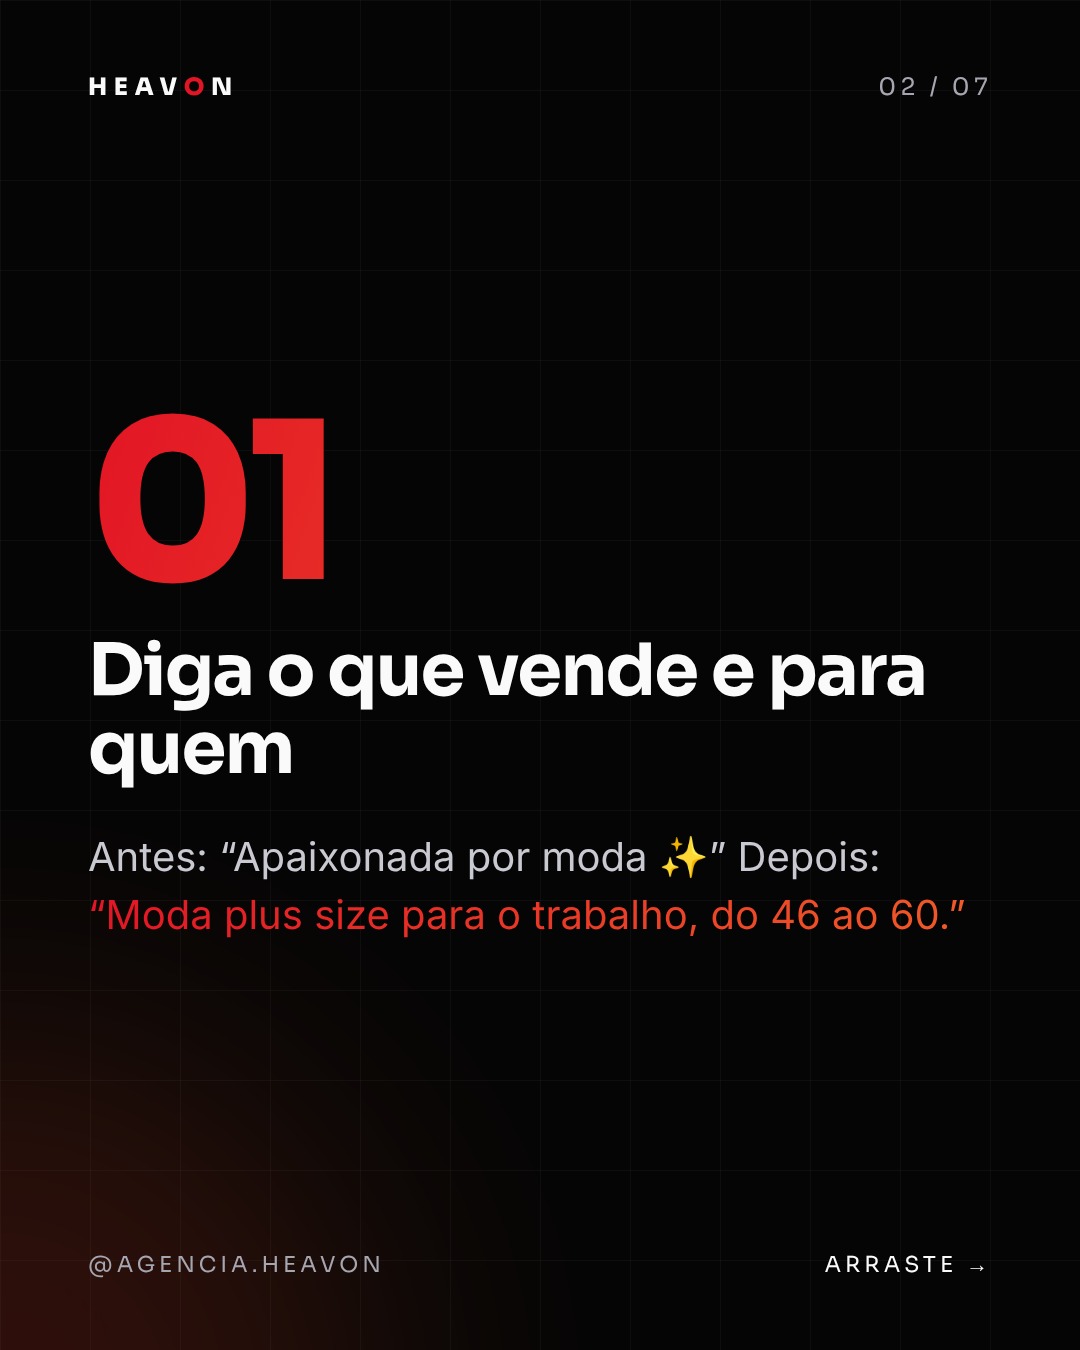 HEAVON
02 / 07
01
Diga o que vende e para
quem
Antes: “Apaixonada por moda ✨” Depois:
“Moda plus size para o trabalho, do 46 ao 60.”
@AGENCIA.HEAVON
ARRASTE →